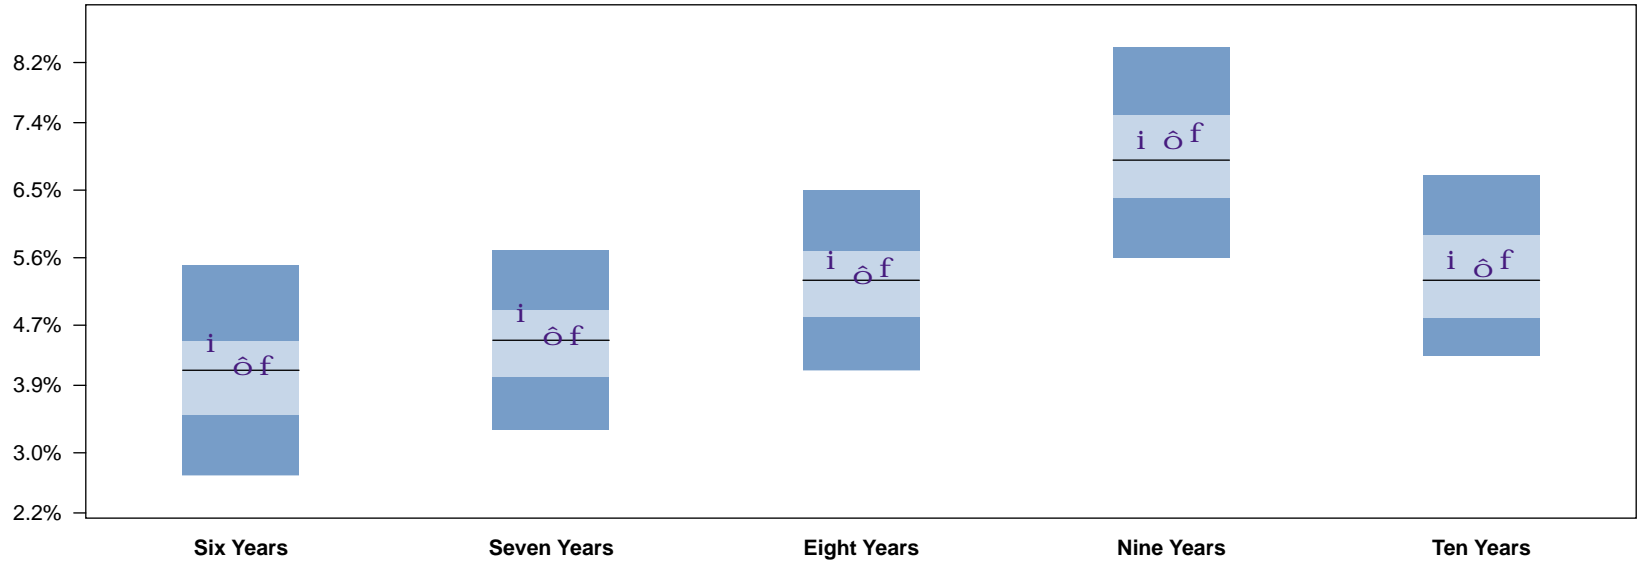 8.2%
7.4%
6.5%
5.6%
4.7%
3.9%
3.0%
2.2%
i ô f
i ô f
i ô f
i ô f
i ô f
Six Years Seven Years Eight Years Nine Years Ten Years